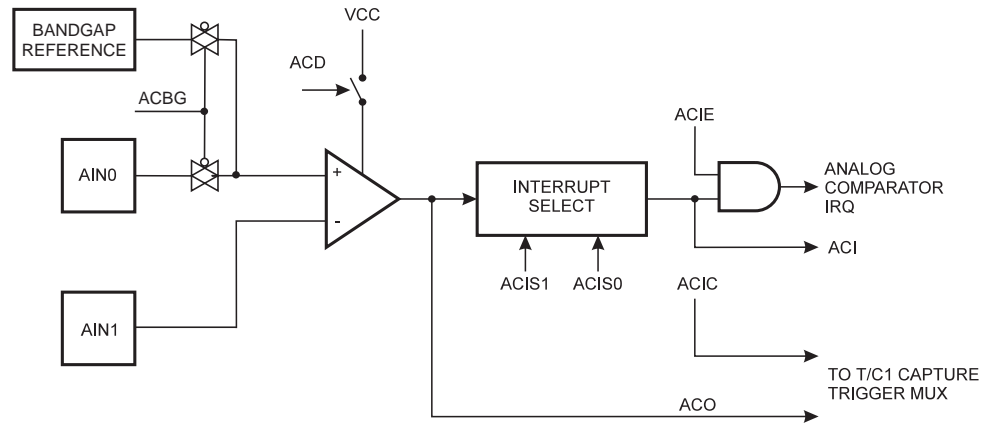 BANDGAP
REFERENCE
VCC
ACD
ACBG
ACIE
AIN0
+
-
INTERRUPT
SELECT
ANALOG
COMPARATOR
IRQ
ACI
ACIS1
ACIS0
ACIC
AIN1
TO T/C1 CAPTURE
TRIGGER MUX
ACO